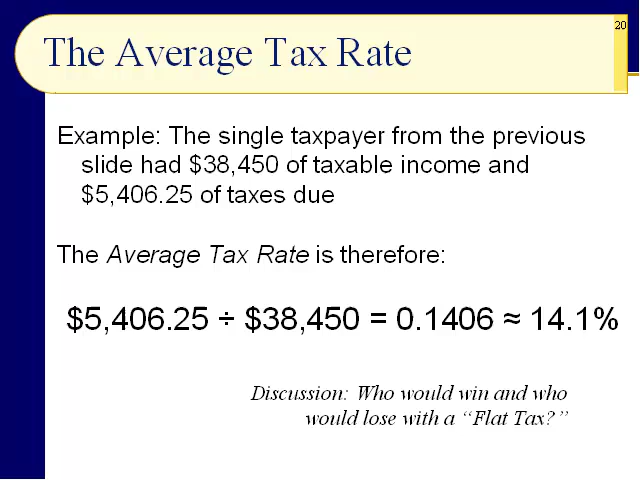 20
The Average Tax Rate
Example: The single taxpayer from the previous
slide had $38,450 of taxable income and
$5,406.25 of taxes due
The Average Tax Rate is therefore:
$5,406.25 ÷ $38,450 = 0.1406 ≈ 14.1%
Discussion: Who would win and who
would lose with a “Flat Tax?”